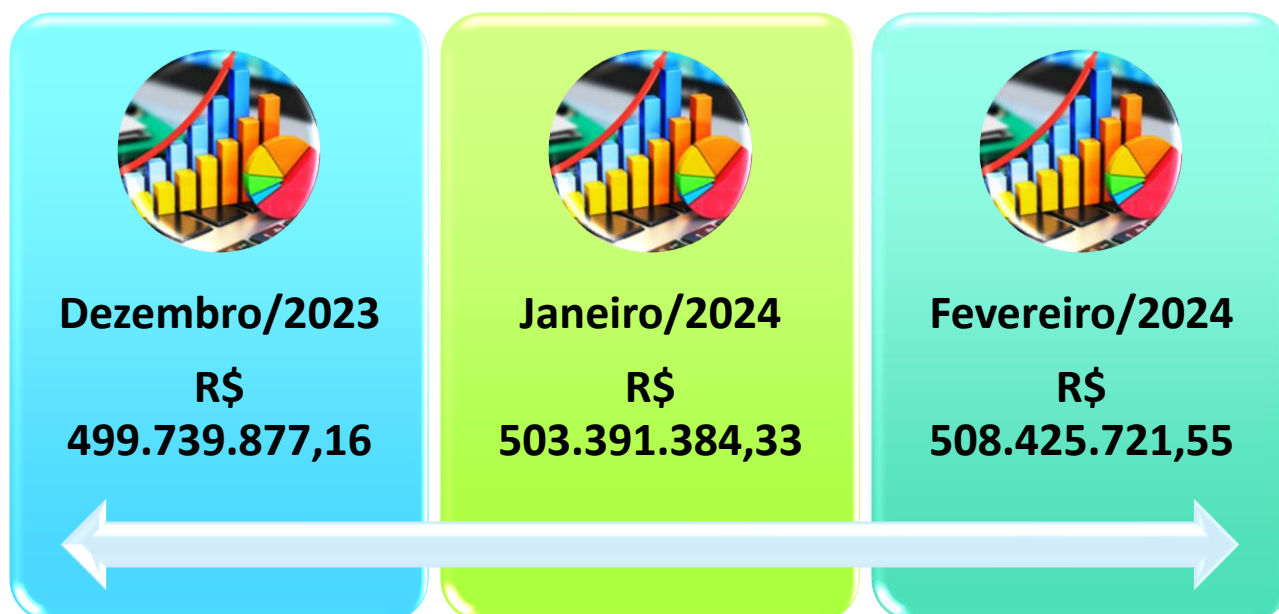 Dezembro/2023
R$
499.739.877,16
Janeiro/2024
R$
503.391.384,33
Fevereiro/2024
R$
508.425.721,55